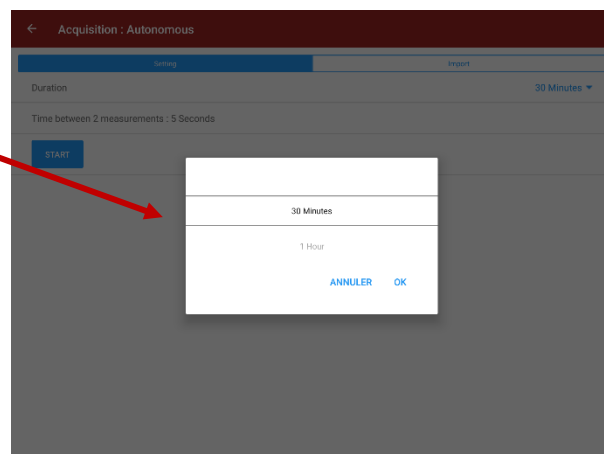 Acquisition : Autonomous
Setting Import
Duration 30 Minutes
Time between 2 measurements : 5 Seconds
START
30 Minutes
1 Hour
ANNULER OK